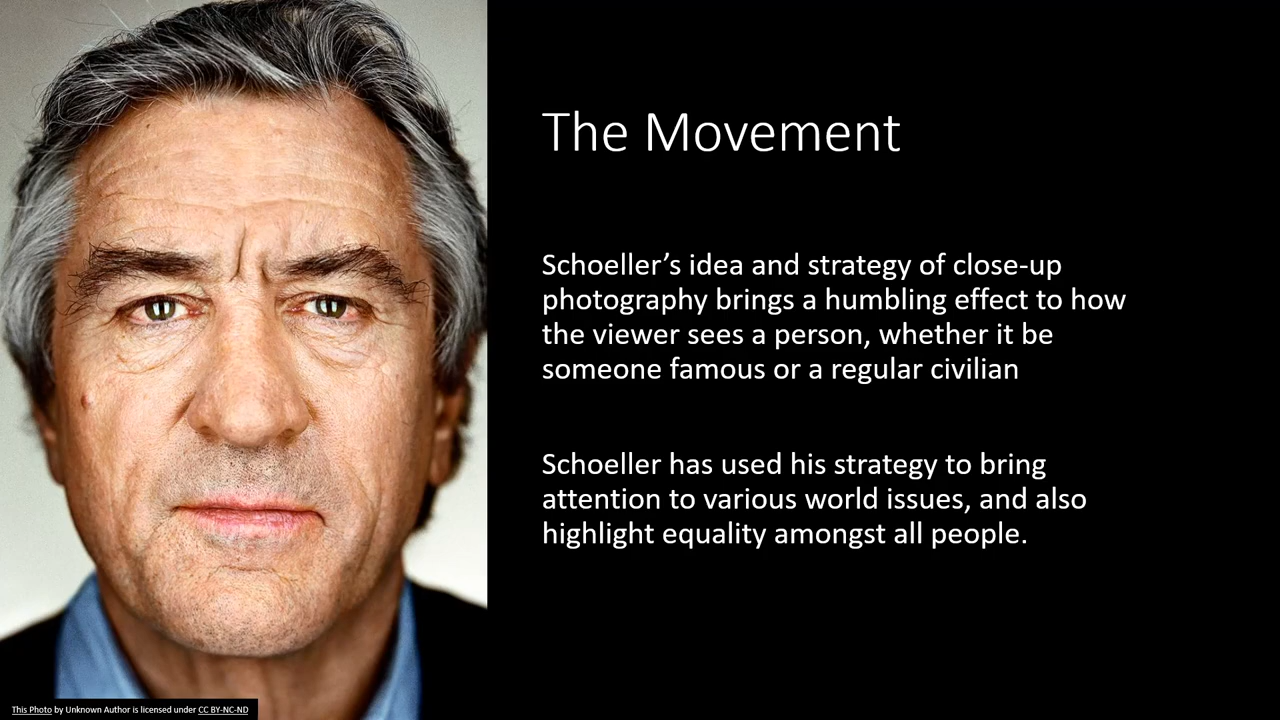 The Movement
Schoeller’s idea and strategy of close-up
photography brings a humbling effect to how
the viewer sees a person, whether it be
someone famous or a regular civilian
Schoeller has used his strategy to bring
attention to various world issues, and also
highlight equality amongst all people.
This Photo by Unknown Author is licensed under CC BY-NC-ND